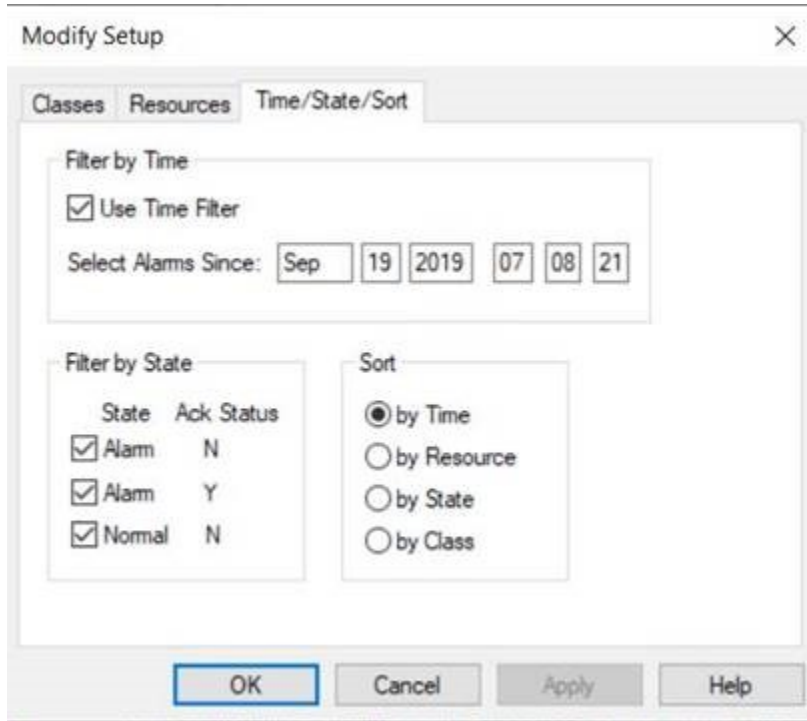 Modify Setup
Classes Resources Time/State/Sort
Filter by Time
Use Time Filter
Select Alarms Since: Sep 19 2019 07 08 21
Filter by State
State Ack Status
Alarm N
Alarm Y
Normal N
Sort
by Time
by Resource
by State
by Class
OK Cancel Apply Help